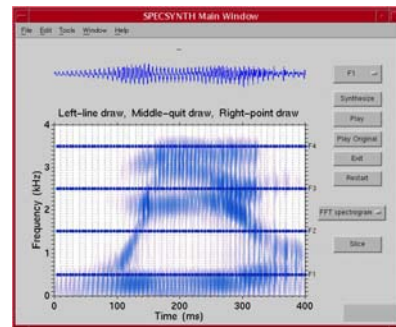 SPECSYNTH Main Window
File Edit Tools Window Help
F1
Synthesize
Play
Play Original
Exit
Restart
FFT spectrogram
Slice
Left-line draw, Middle-quit draw, Right-point draw
Frequency (kHz)
4
3
2
1
0
F4
F3
F2
F1
0 100 200 300 400
Time (ms)